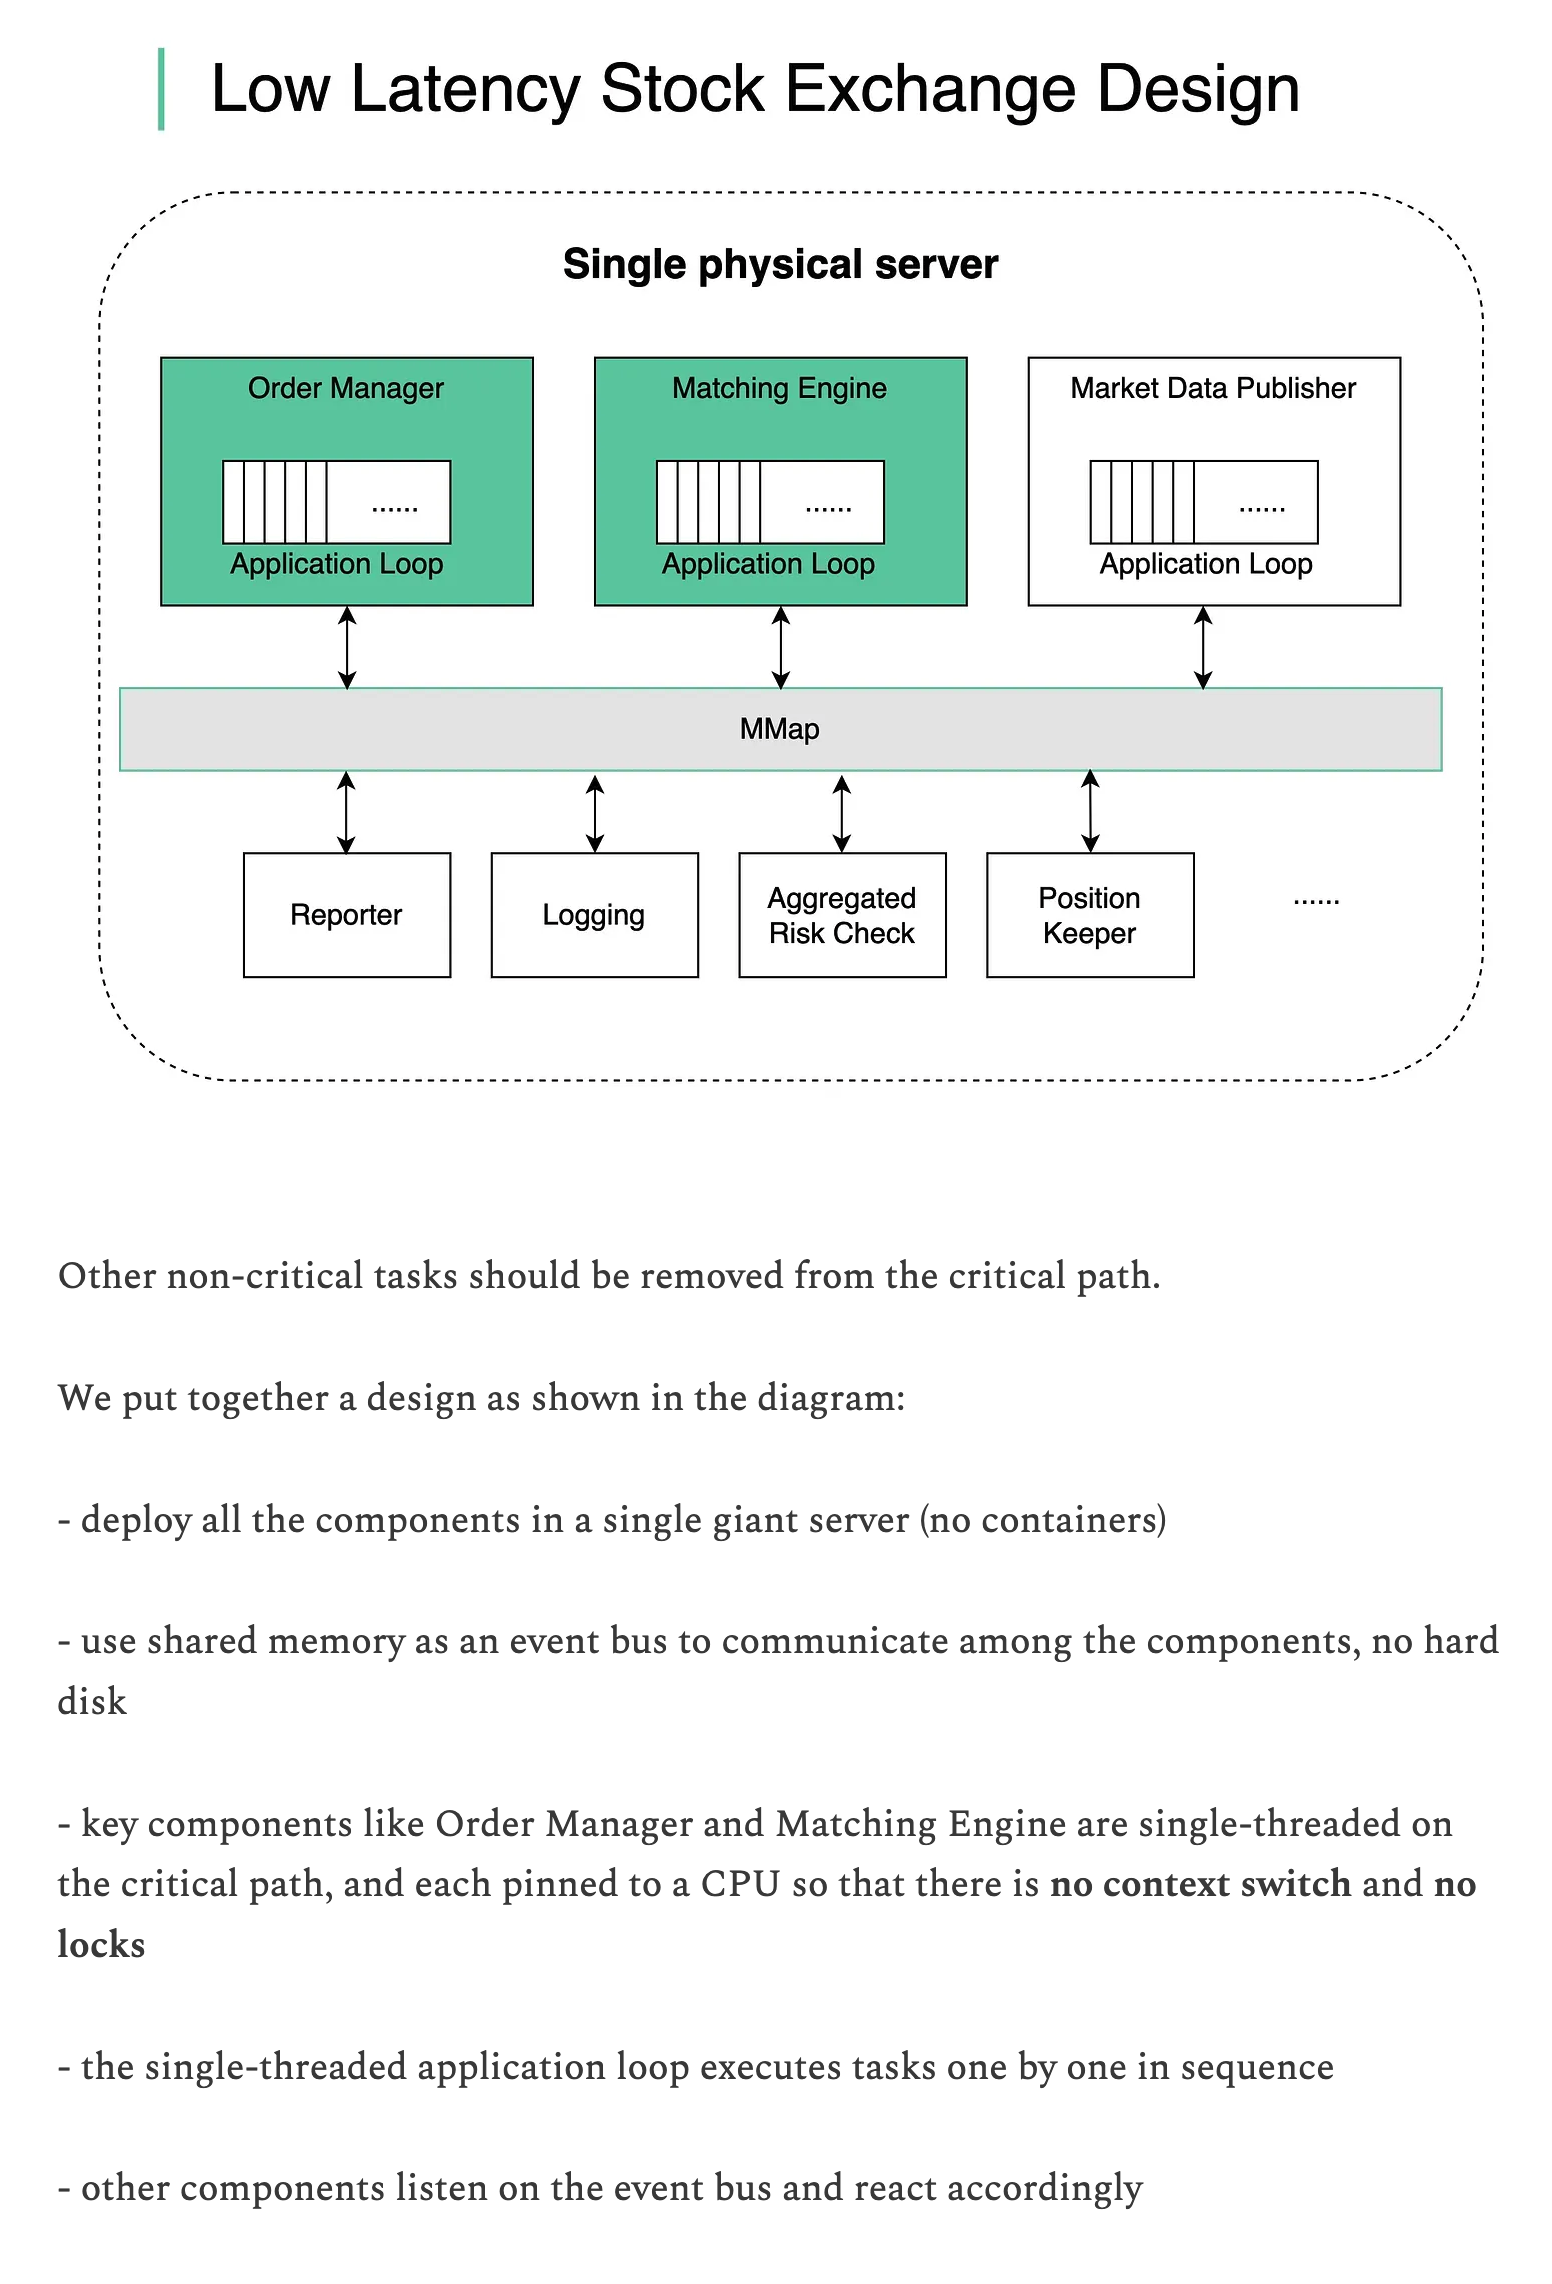 Low Latency Stock Exchange Design
Single physical server
Order Manager
......
Application Loop
Matching Engine
......
Application Loop
Market Data Publisher
......
Application Loop
MMap
Reporter
Logging
Aggregated
Risk Check
Position
Keeper
......
Other non-critical tasks should be removed from the critical path.
We put together a design as shown in the diagram:
- deploy all the components in a single giant server (no containers)
- use shared memory as an event bus to communicate among the components, no hard
disk
- key components like Order Manager and Matching Engine are single-threaded on
the critical path, and each pinned to a CPU so that there is no context switch and no
locks
- the single-threaded application loop executes tasks one by one in sequence
- other components listen on the event bus and react accordingly